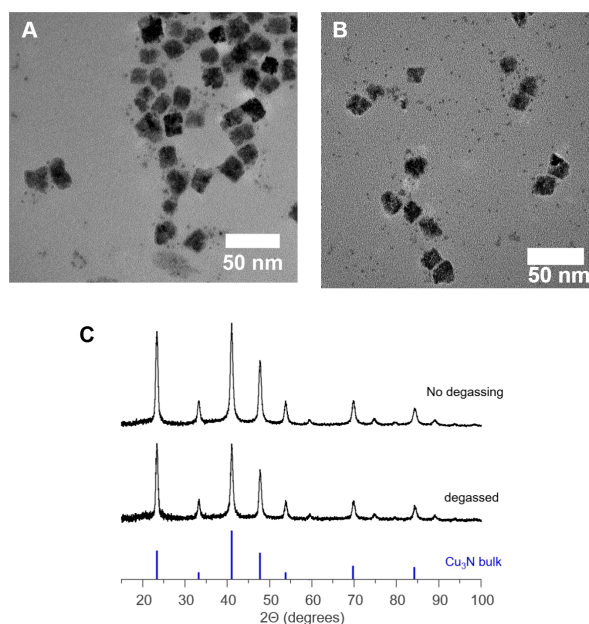 A
B
50 nm
50 nm
C
No degassing
degassed
Cu₃N bulk
20 30 40 50 60 70 80 90 100
2Θ (degrees)